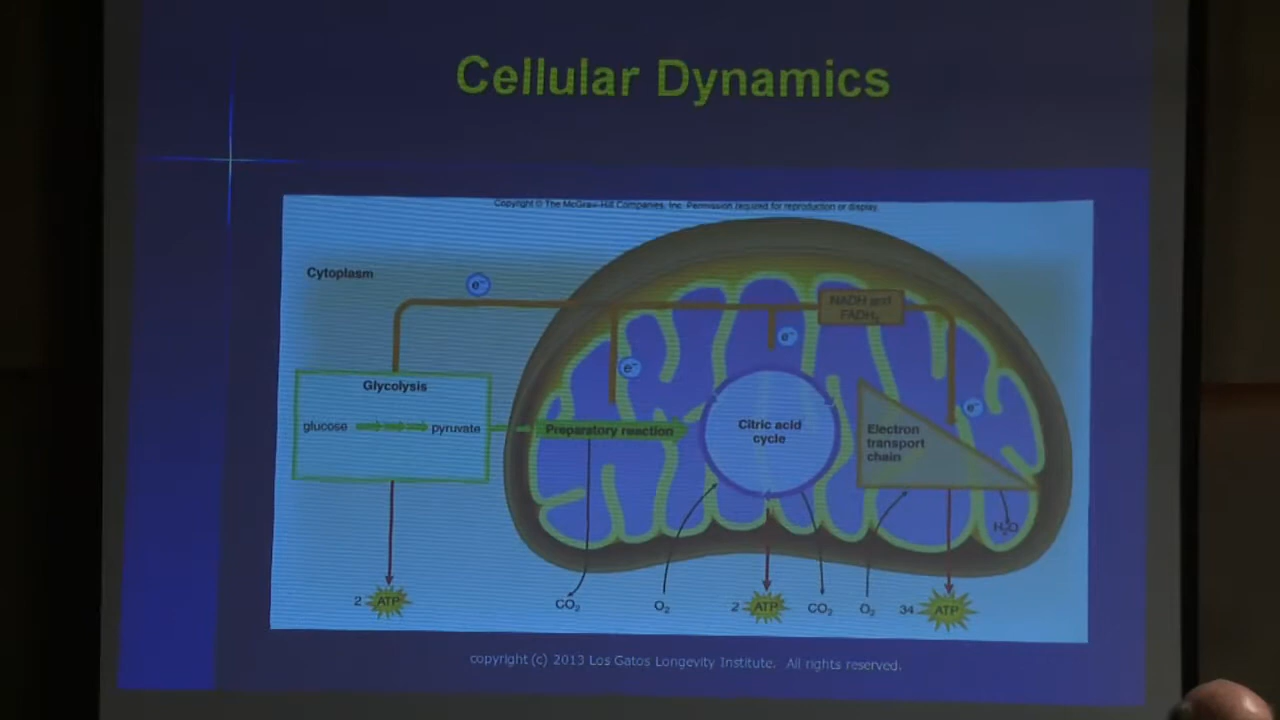 Cellular Dynamics
Copyright © The McGraw-Hill Companies, Inc. Permission required for reproduction or display.
Cytoplasm
e⁻
NADH and
FADH₂
e⁻
e⁻
Glycolysis
glucose
pyruvate
Preparatory reaction
Citric acid
cycle
Electron
transport
chain
e⁻
H₂O
2 ATP
CO₂
O₂
2 ATP
CO₂
O₂
34 ATP
copyright (c) 2013 Los Gatos Longevity Institute. All rights reserved.